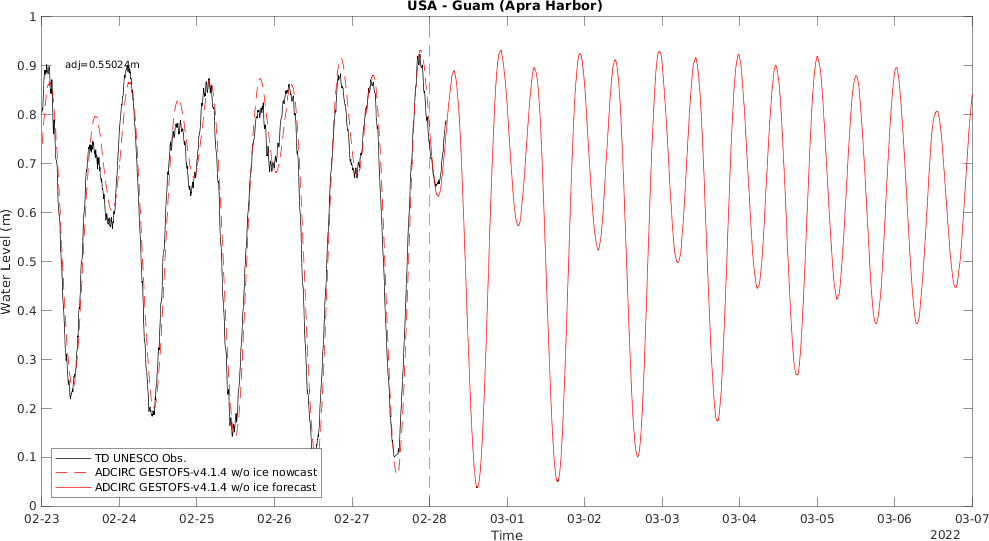 USA - Guam (Apra Harbor)
1
0.9
0.8
0.7
0.6
0.5
0.4
0.3
0.2
0.1
0
Water Level (m)
adj=0.55024m
TD UNESCO Obs.
ADCIRC GESTOFS-v4.1.4 w/o ice nowcast
ADCIRC GESTOFS-v4.1.4 w/o ice forecast
02-23 02-24 02-25 02-26 02-27 02-28 03-01 03-02 03-03 03-04 03-05 03-06 03-07
Time
2022